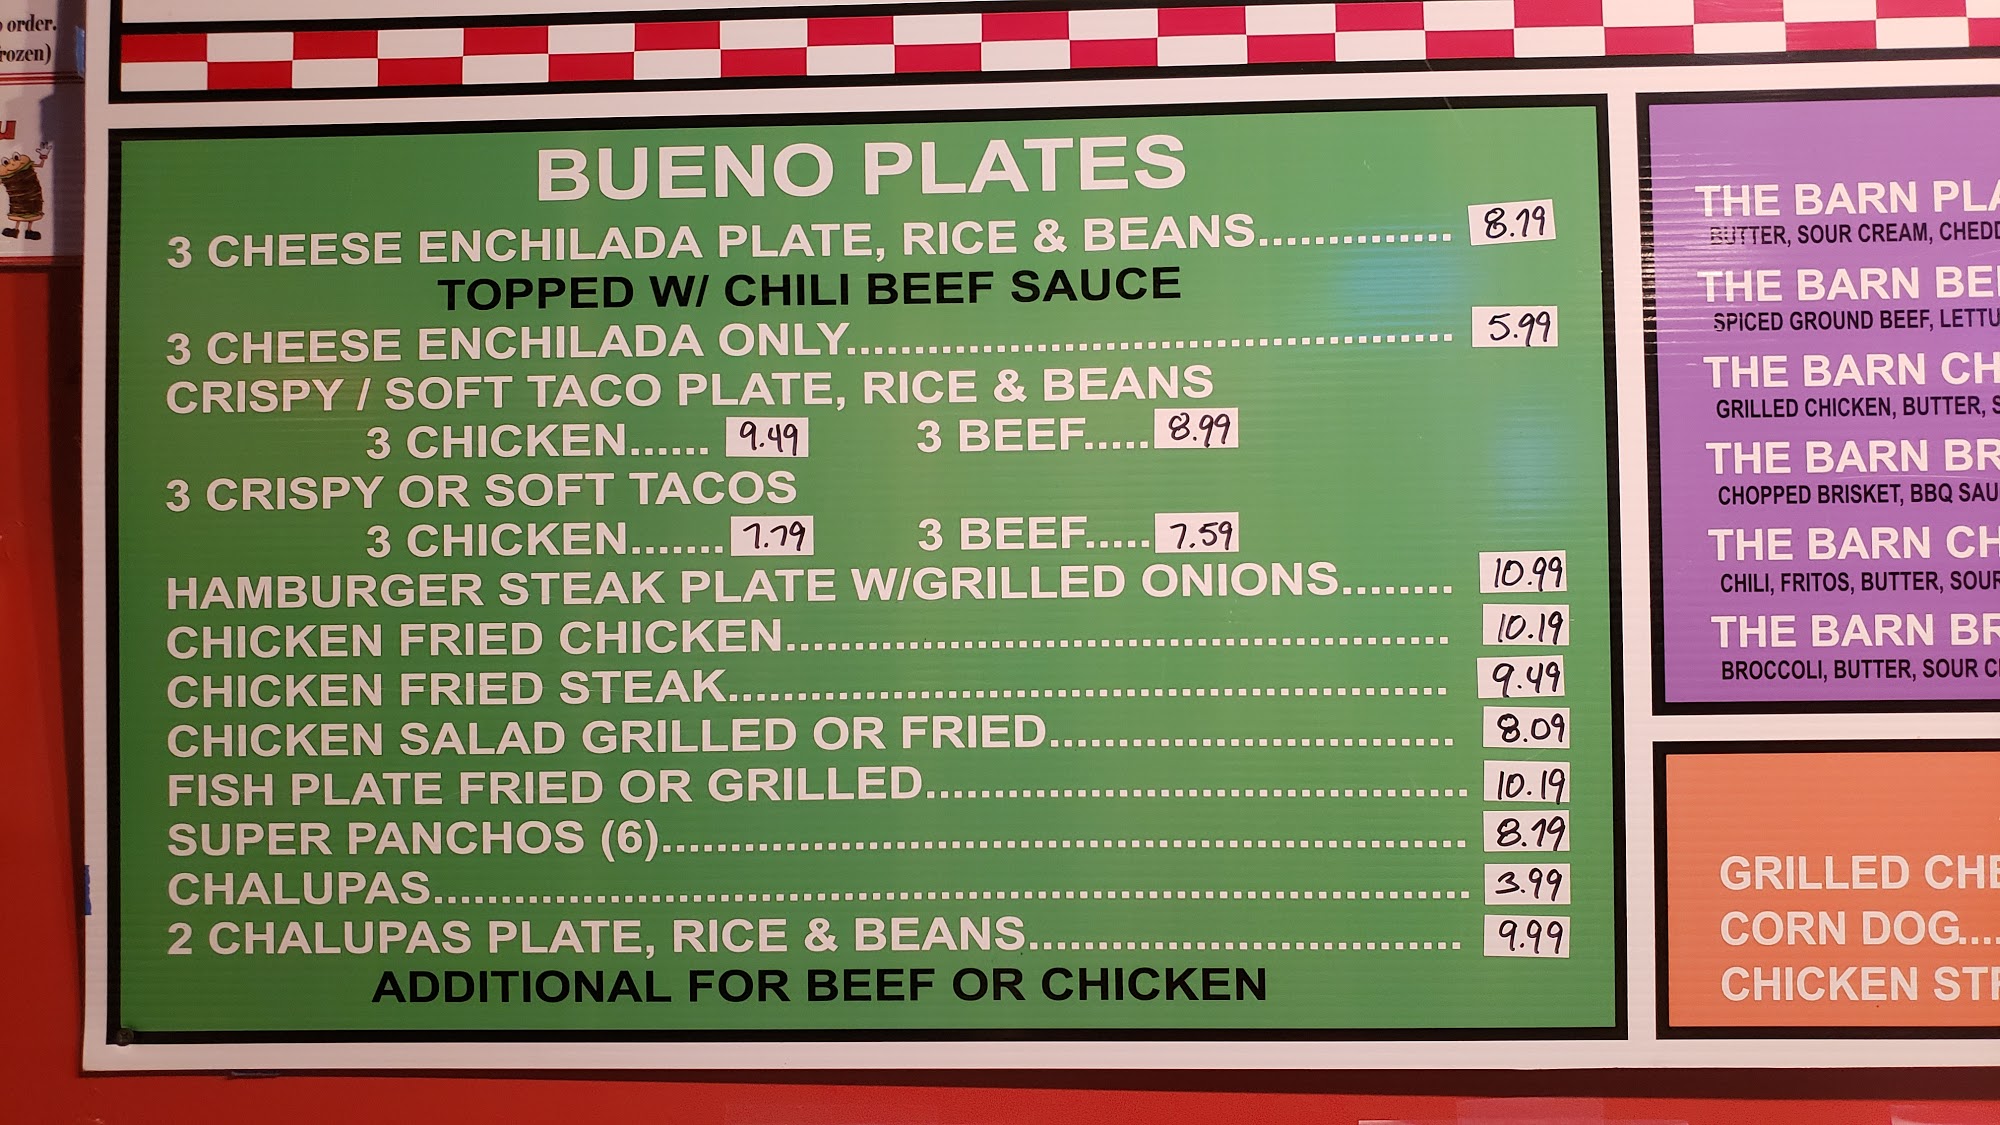 order.
rozen)
BUENO PLATES
3 CHEESE ENCHILADA PLATE, RICE & BEANS.............. 8.79
TOPPED W/ CHILI BEEF SAUCE
3 CHEESE ENCHILADA ONLY............................................. 5.99
CRISPY / SOFT TACO PLATE, RICE & BEANS
3 CHICKEN...... 9.49 3 BEEF..... 8.99
3 CRISPY OR SOFT TACOS
3 CHICKEN....... 7.79 3 BEEF..... 7.59
HAMBURGER STEAK PLATE W/GRILLED ONIONS........ 10.99
CHICKEN FRIED CHICKEN................................................. 10.19
CHICKEN FRIED STEAK..................................................... 9.49
CHICKEN SALAD GRILLED OR FRIED.............................. 8.09
FISH PLATE FRIED OR GRILLED........................................ 10.19
SUPER PANCHOS (6)........................................................... 8.79
CHALUPAS............................................................................ 3.99
2 CHALUPAS PLATE, RICE & BEANS................................ 9.99
ADDITIONAL FOR BEEF OR CHICKEN
THE BARN PLA
BUTTER, SOUR CREAM, CHEDD
THE BARN BE
SPICED GROUND BEEF, LETTU
THE BARN CH
GRILLED CHICKEN, BUTTER, S
THE BARN BR
CHOPPED BRISKET, BBQ SAU
THE BARN CH
CHILI, FRITOS, BUTTER, SOUR
THE BARN BR
BROCCOLI, BUTTER, SOUR C
GRILLED CHE
CORN DOG....
CHICKEN STR